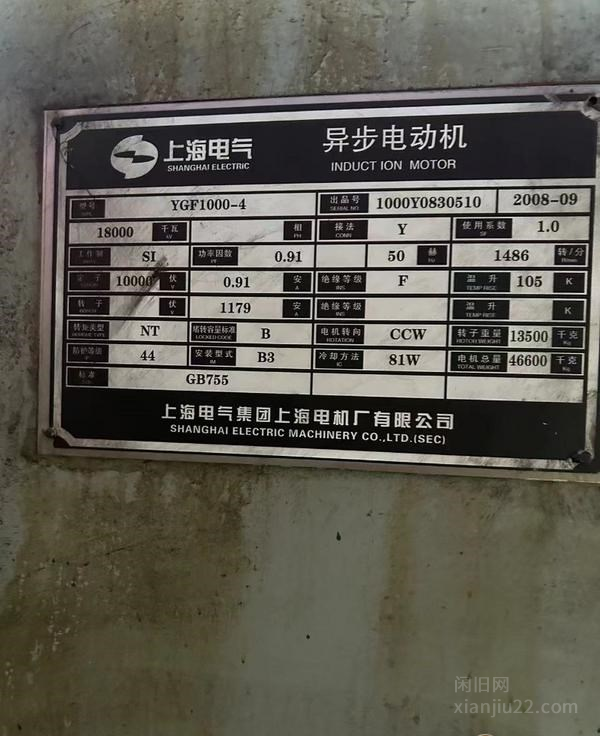 上海电气
SHANGHAI ELECTRIC
异步电动机
INDUCTION MOTOR
型号 YGF1000-4 出品号 SERIAL NO. 1000Y0830510 2008-09
18000 千瓦 相 PH 接法 CONN Y 使用系数 SF 1.0
工作制 SI 功率因数 PF 0.91 50 赫 Hz 1486 转/分 R/min
定子 10000 伏 V 0.91 安 A 绝缘等级 INS F 温升 TEMP RISE 105 K
转子 伏 V 1179 安 A 绝缘等级 INS 温升 TEMP RISE K
转矩类型 NT 堵转容量标准 LOCKED CODE B 电机转向 ROTATION CCW 转子重量 ROTOR WEIGHT 13500 千克 Kg
防护等级 44 安装型式 IM B3 冷却方法 IC 81W 电机总量 TOTAL WEIGHT 46600 千克 Kg
标准 GB755
上海电气集团上海电机厂有限公司
SHANGHAI ELECTRIC MACHINERY CO.,LTD.(SEC)
闲旧网
xianjiu22.com